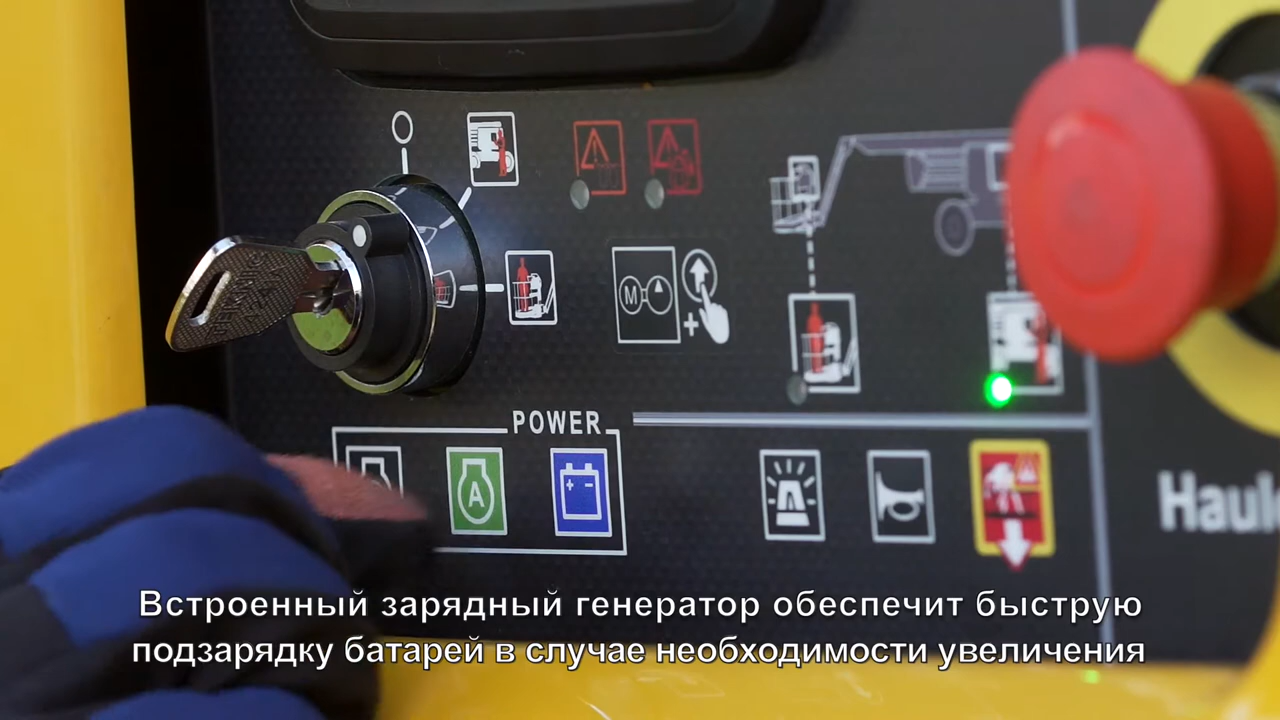 M
+
POWER
A
+ -
Haul
Встроенный зарядный генератор обеспечит быструю
подзарядку батарей в случае необходимости увеличения